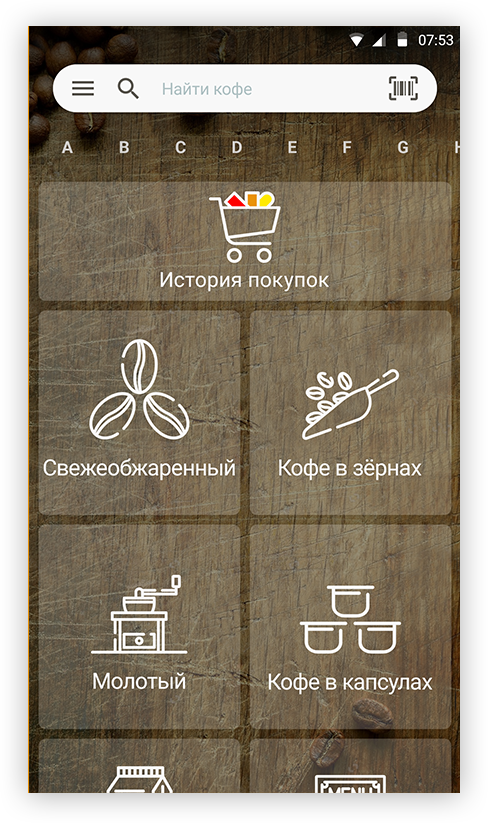 07:53
Найти кофе
A B C D E F G H
История покупок
Свежеобжаренный
Кофе в зёрнах
Молотый
Кофе в капсулах
MENU